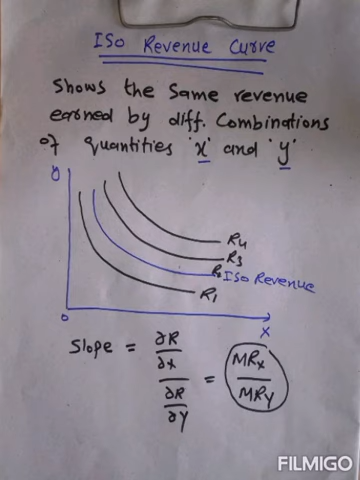 Iso Revenue Curve
Shows the Same revenue
earned by diff. Combinations
of quantities 'x' and 'y'
R4
R3
R2 Iso Revenue
R1
O
X
Slope = ∂R/∂X / ∂R/∂Y = MRx/MRy
FILMIGO